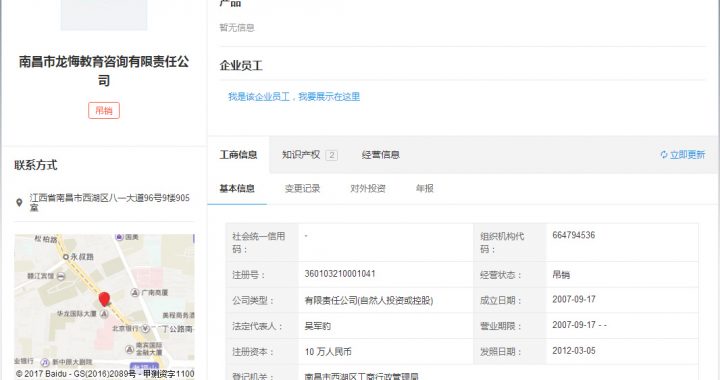 产品
暂无信息
企业员工
我是该企业员工，我要展示在这里
南昌市龙悔教育咨询有限责任公
司
吊销
联系方式
江西省南昌市西湖区八一大道96号9楼905
室
松柏路
国美
永叔路
赣江宾馆
广南商厦
华龙国际大厦
美程商务酒
北京银行
丁公路南
南宾国际
金融大厦
新中原大剧院
© 2017 Baidu - GS(2016)2089号 - 甲测资字1100
工商信息 知识产权 2 经营信息 立即更新
基本信息 变更记录 对外投资 年报
社会统一信用
码： - 组织机构代
码： 664794536
注册号： 360103210001041 经营状态： 吊销
公司类型： 有限责任公司(自然人投资或控股) 成立日期： 2007-09-17
法定代表人： 吴军豹 营业期限： 2007-09-17 - -
注册资本： 10 万人民币 发照日期： 2012-03-05
登记机关： 南昌市西湖区工商行政管理局